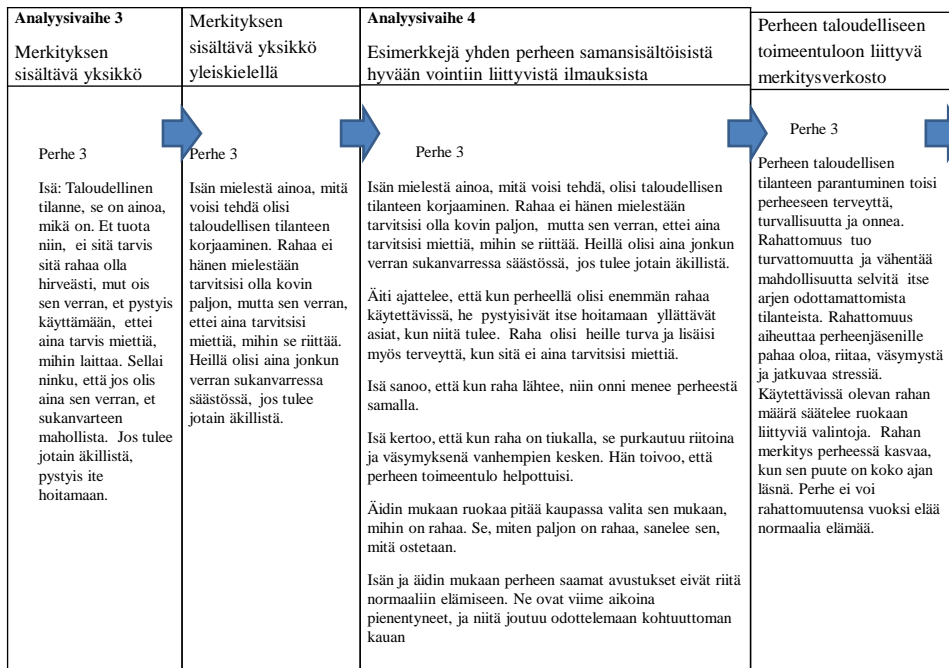 Analyysivaihe 3
Merkityksen
sisältävä yksikkö
Merkityksen
sisältävä yksikkö
yleiskielellä
Analyysivaihe 4
Esimerkkejä yhden perheen samansisältöisistä
hyvään vointiin liittyvistä ilmauksista
Perheen taloudelliseen
toimeentuloon liittyvä
merkitysverkosto
Perhe 3
Isä: Taloudellinen
tilanne, se on ainoa,
mikä on. Et tuota
niin, ei sitä tarvis
sitä rahaa olla
hirveästi, mut ois
sen verran, et pystyis
käyttämään, ettei
aina tarvis miettiä,
mihin laittaa. Sellai
ninku, että jos olis
aina sen verran, et
sukanvarteen
mahollista. Jos tulee
jotain äkillistä,
pystyis ite
hoitamaan.
Perhe 3
Isän mielestä ainoa, mitä
voisi tehdä olisi
taloudellisen tilanteen
korjaaminen. Rahaa ei
hänen mielestään
tarvitsisi olla kovin
paljon, mutta sen verran,
ettei aina tarvitsisi
miettiä, mihin se riittää.
Heillä olisi aina jonkun
verran sukanvarressa
säästössä, jos tulee
jotain äkillistä.
Perhe 3
Isän mielestä ainoa, mitä voisi tehdä, olisi taloudellisen
tilanteen korjaaminen. Rahaa ei hänen mielestään
tarvitsisi olla kovin paljon, mutta sen verran, ettei aina
tarvitsisi miettiä, mihin se riittää. Heillä olisi aina jonkun
verran sukanvarressa säästössä, jos tulee jotain äkillistä.
Äiti ajattelee, että kun perheellä olisi enemmän rahaa
käytettävissä, he pystyisivät itse hoitamaan yllättävät
asiat, kun niitä tulee. Raha olisi heille turva ja lisäisi
myös terveyttä, kun sitä ei aina tarvitsisi miettiä.
Isä sanoo, että kun raha lähtee, niin onni menee perheestä
samalla.
Isä kertoo, että kun raha on tiukalla, se purkautuu riitoina
ja väsymyksenä vanhempien kesken. Hän toivoo, että
perheen toimeentulo helpottuisi.
Äidin mukaan ruokaa pitää kaupassa valita sen mukaan,
mihin on rahaa. Se, miten paljon on rahaa, sanelee sen,
mitä ostetaan.
Isän ja äidin mukaan perheen saamat avustukset eivät riitä
normaaliin elämiseen. Ne ovat viime aikoina
pienentyneet, ja niitä joutuu odottelemaan kohtuuttoman
kauan
Perhe 3
Perheen taloudellisen
tilanteen parantuminen toisi
perheeseen terveyttä,
turvallisuutta ja onnea.
Rahattomuus tuo
turvattomuutta ja vähentää
mahdollisuutta selvitä itse
arjen odottamattomista
tilanteista. Rahattomuus
aiheuttaa perheenjäsenille
pahaa oloa, riitaa, väsymystä
ja jatkuvaa stressiä.
Käytettävissä olevan rahan
määrä säätelee ruokaan
liittyviä valintoja. Rahan
merkitys perheessä kasvaa,
kun sen puute on koko ajan
läsnä. Perhe ei voi
rahattomuutensa vuoksi elää
normaalia elämää.